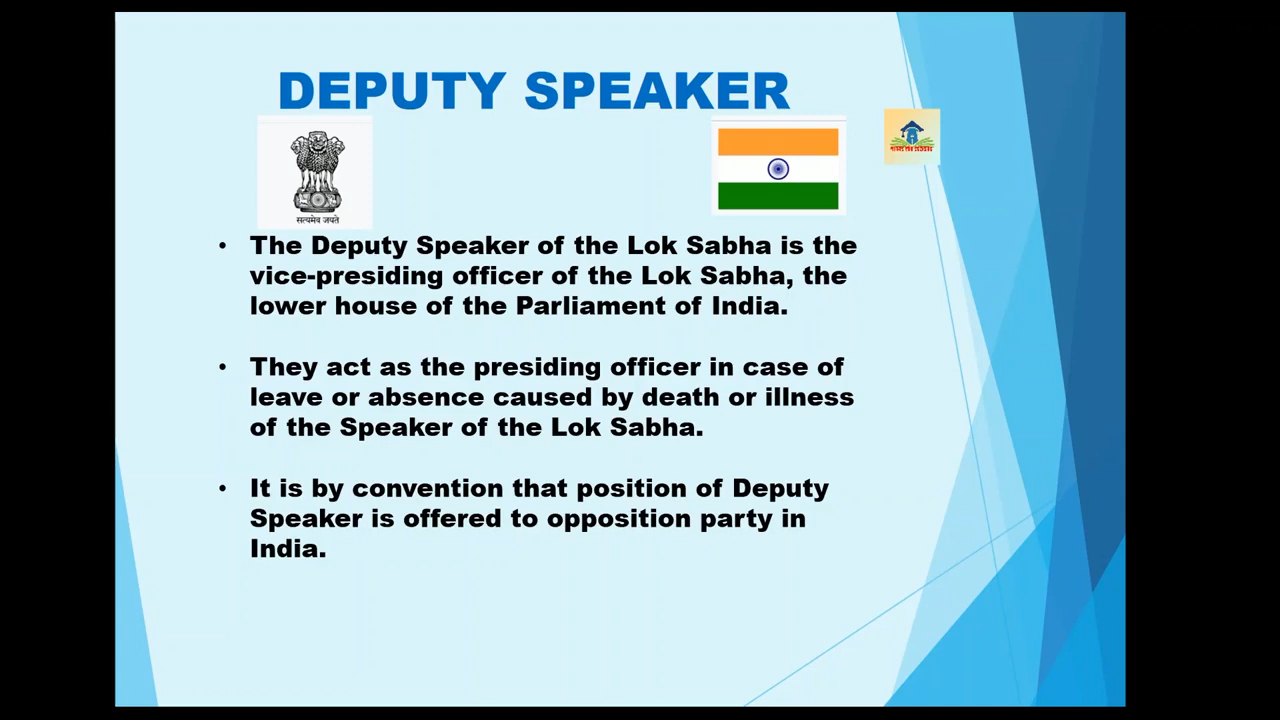 DEPUTY SPEAKER
सत्यमेव जयते
• The Deputy Speaker of the Lok Sabha is the
vice-presiding officer of the Lok Sabha, the
lower house of the Parliament of India.
• They act as the presiding officer in case of
leave or absence caused by death or illness
of the Speaker of the Lok Sabha.
• It is by convention that position of Deputy
Speaker is offered to opposition party in
India.